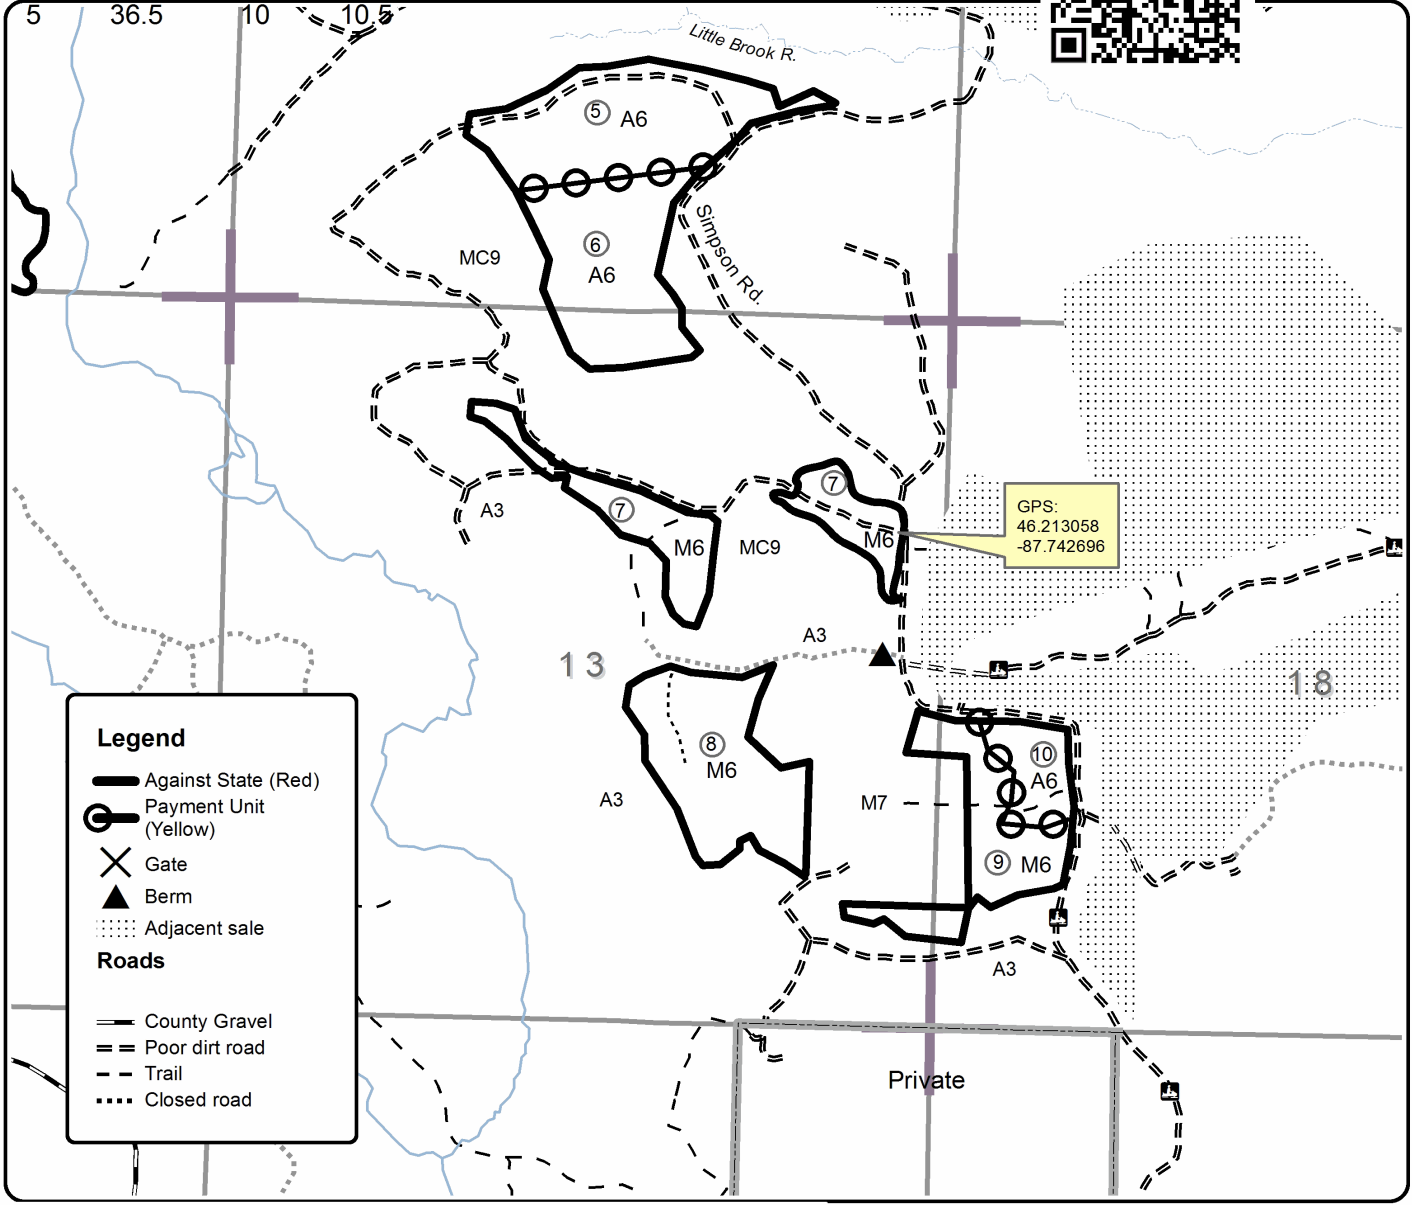 5 36.5 10 10.5
Little Brook R.
5 A6
Simpson Rd.
6
MC9
A6
7
7
GPS:
46.213058
-87.742696
A3
M6
MC9
M6
A3
13
18
8
M6
10
A6
A3
M7
9 M6
A3
Private
Legend
Against State (Red)
Payment Unit
(Yellow)
Gate
Berm
Adjacent sale
Roads
County Gravel
Poor dirt road
Trail
Closed road